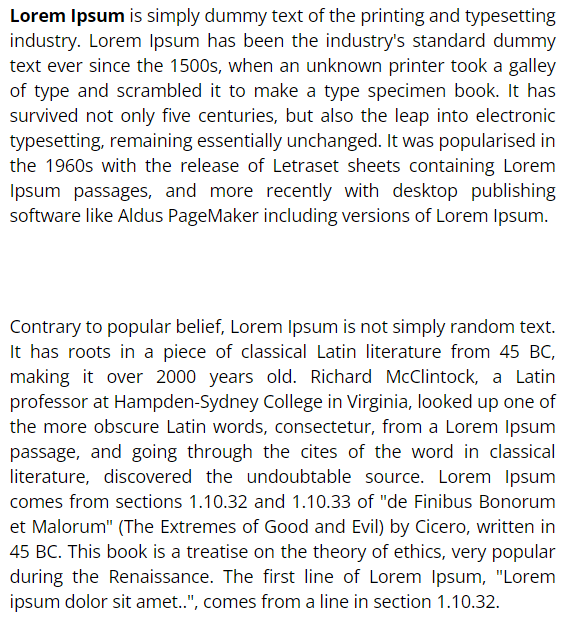 Lorem Ipsum is simply dummy text of the printing and typesetting
industry. Lorem Ipsum has been the industry's standard dummy
text ever since the 1500s, when an unknown printer took a galley
of type and scrambled it to make a type specimen book. It has
survived not only five centuries, but also the leap into electronic
typesetting, remaining essentially unchanged. It was popularised in
the 1960s with the release of Letraset sheets containing Lorem
Ipsum passages, and more recently with desktop publishing
software like Aldus PageMaker including versions of Lorem Ipsum.
Contrary to popular belief, Lorem Ipsum is not simply random text.
It has roots in a piece of classical Latin literature from 45 BC,
making it over 2000 years old. Richard McClintock, a Latin
professor at Hampden-Sydney College in Virginia, looked up one of
the more obscure Latin words, consectetur, from a Lorem Ipsum
passage, and going through the cites of the word in classical
literature, discovered the undoubtable source. Lorem Ipsum
comes from sections 1.10.32 and 1.10.33 of "de Finibus Bonorum
et Malorum" (The Extremes of Good and Evil) by Cicero, written in
45 BC. This book is a treatise on the theory of ethics, very popular
during the Renaissance. The first line of Lorem Ipsum, "Lorem
ipsum dolor sit amet..", comes from a line in section 1.10.32.